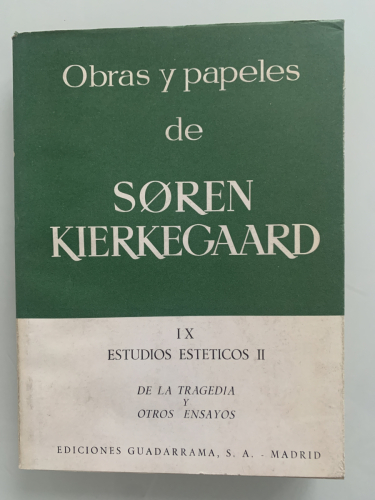 Obras y papeles
de
SØREN
KIERKEGAARD
IX
ESTUDIOS ESTETICOS II
DE LA TRAGEDIA
Y
OTROS ENSAYOS
EDICIONES GUADARRAMA, S. A. - MADRID